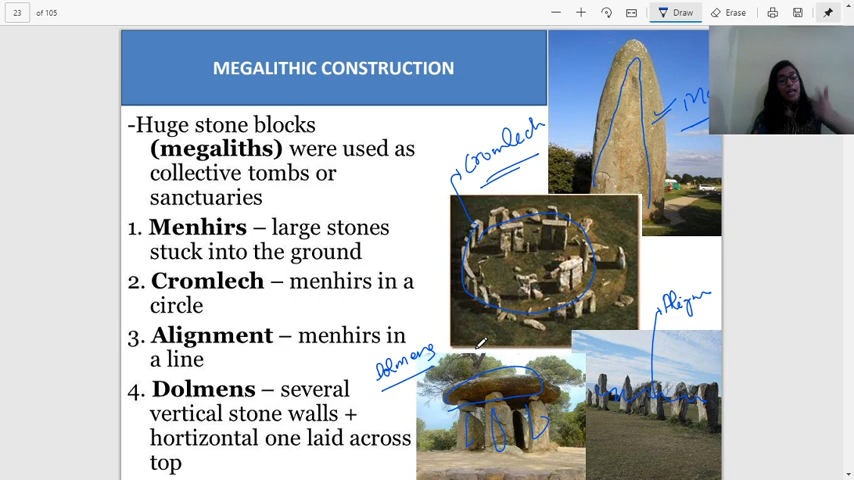 23 of 105
Draw
Erase
MEGALITHIC CONSTRUCTION
-Huge stone blocks
(megaliths) were used as
collective tombs or
sanctuaries
1. Menhirs – large stones
stuck into the ground
2. Cromlech – menhirs in a
circle
3. Alignment – menhirs in
a line
4. Dolmens – several
vertical stone walls +
hortizontal one laid across
top
Cromlech
Dolmens